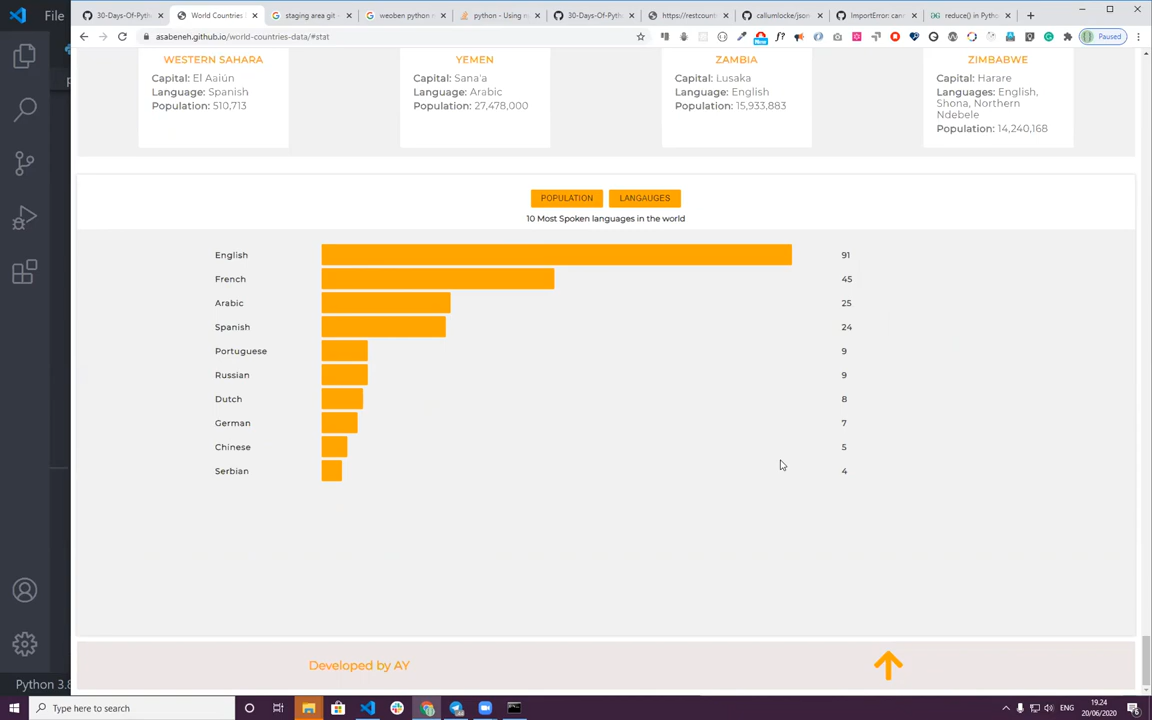 File
30-Days-Of-Pyth
World Countries
staging area git
weoben python
python - Using r
30-Days-Of-Pyth
https://restcount
callumlocke/json
ImportError: cann
reduce() in Pytho
asabeneh.github.io/world-countries-data/#stat
New
Paused
WESTERN SAHARA
Capital: El Aaiún
Language: Spanish
Population: 510,713
YEMEN
Capital: Sana'a
Language: Arabic
Population: 27,478,000
ZAMBIA
Capital: Lusaka
Language: English
Population: 15,933,883
ZIMBABWE
Capital: Harare
Languages: English,
Shona, Northern
Ndebele
Population: 14,240,168
POPULATION LANGAUGES
10 Most Spoken languages in the world
English 91
French 45
Arabic 25
Spanish 24
Portuguese 9
Russian 9
Dutch 8
German 7
Chinese 5
Serbian 4
Developed by AY
Python 3.8
Type here to search
ENG
19.24
20/06/2020